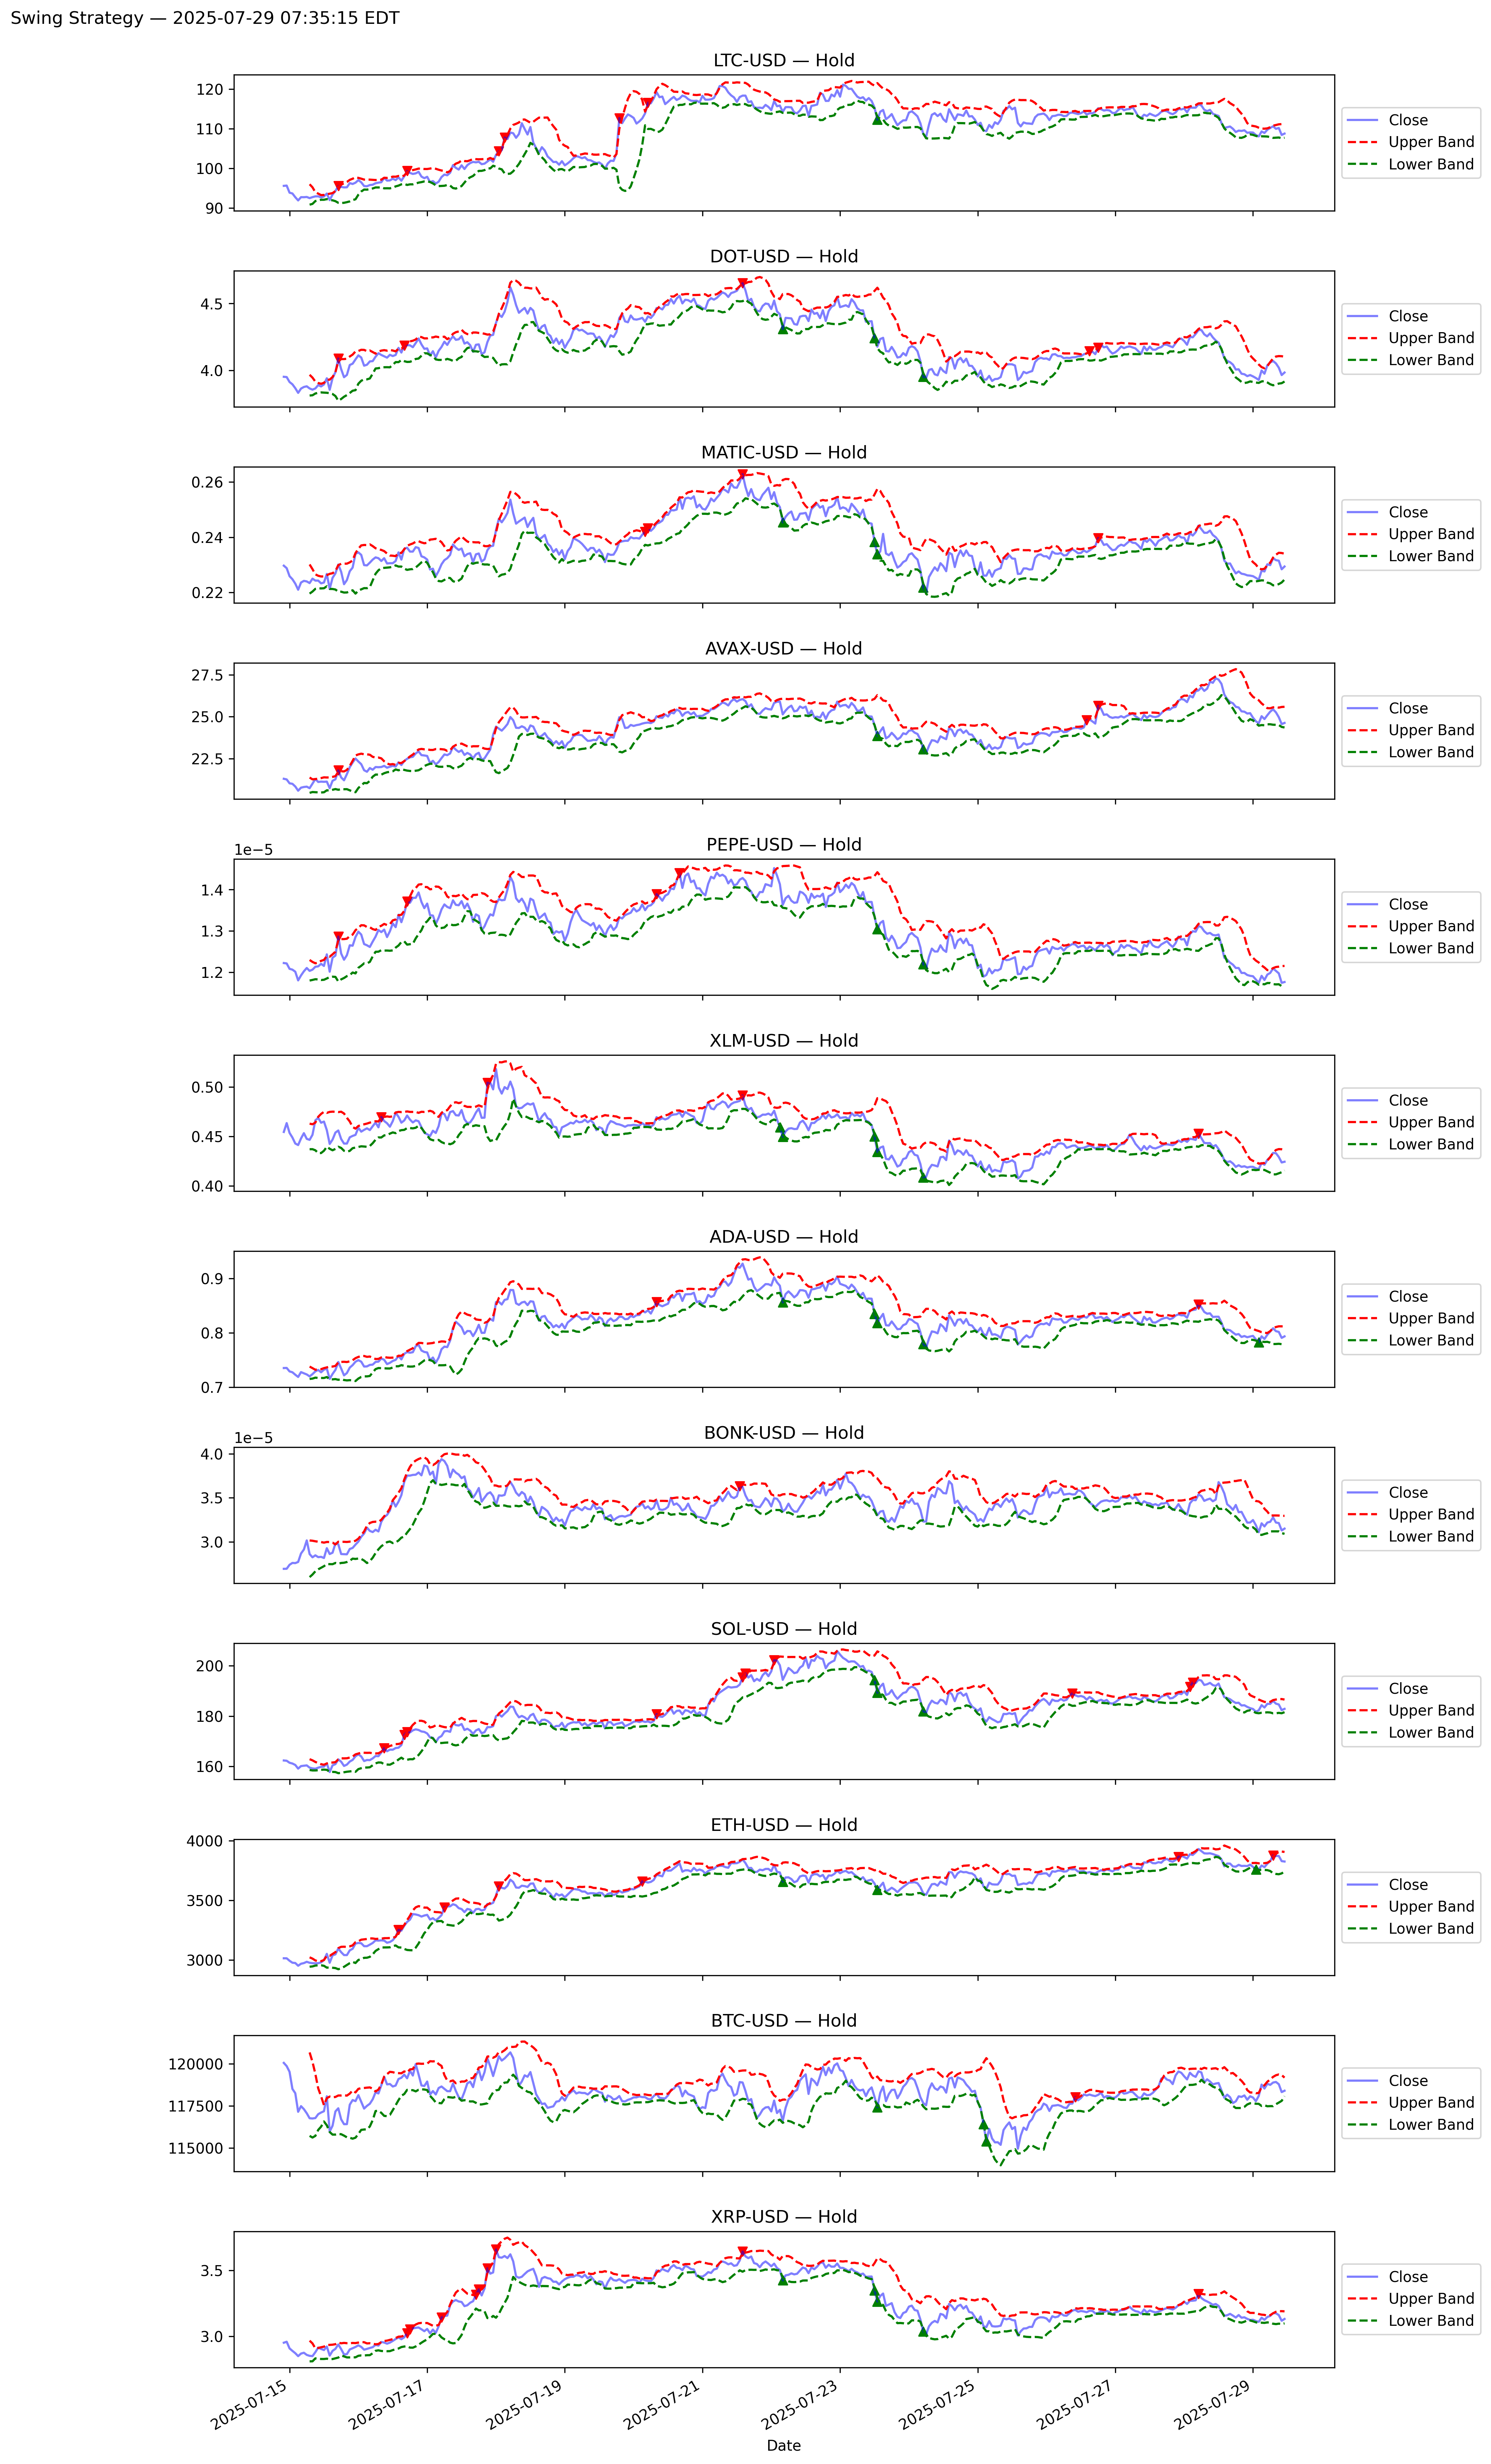 Swing Strategy — 2025-07-29 07:35:15 EDT
LTC-USD — Hold
120
110
100
90
Close
Upper Band
Lower Band
DOT-USD — Hold
4.5
4.0
Close
Upper Band
Lower Band
MATIC-USD — Hold
0.26
0.24
0.22
Close
Upper Band
Lower Band
AVAX-USD — Hold
27.5
25.0
22.5
Close
Upper Band
Lower Band
PEPE-USD — Hold
1e−5
1.4
1.3
1.2
Close
Upper Band
Lower Band
XLM-USD — Hold
0.50
0.45
0.40
Close
Upper Band
Lower Band
ADA-USD — Hold
0.9
0.8
0.7
Close
Upper Band
Lower Band
BONK-USD — Hold
1e−5
4.0
3.5
3.0
Close
Upper Band
Lower Band
SOL-USD — Hold
200
180
160
Close
Upper Band
Lower Band
ETH-USD — Hold
4000
3500
3000
Close
Upper Band
Lower Band
BTC-USD — Hold
120000
117500
115000
Close
Upper Band
Lower Band
XRP-USD — Hold
3.5
3.0
Close
Upper Band
Lower Band
2025-07-15
2025-07-17
2025-07-19
2025-07-21
2025-07-23
2025-07-25
2025-07-27
2025-07-29
Date